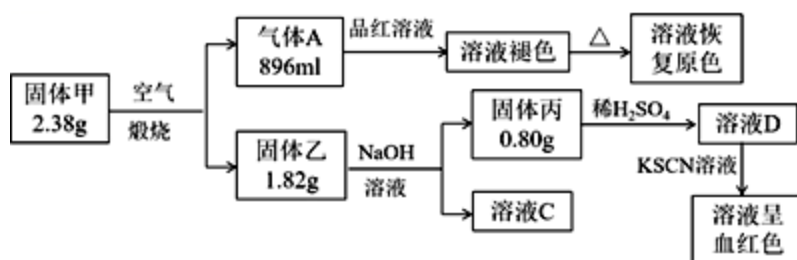 气体A
896ml
品红溶液
溶液褪色
△
溶液恢
复原色
固体甲
2.38g
空气
煅烧
固体乙
1.82g
NaOH
溶液
固体丙
0.80g
稀H₂SO₄
溶液D
KSCN溶液
溶液C
溶液呈
血红色